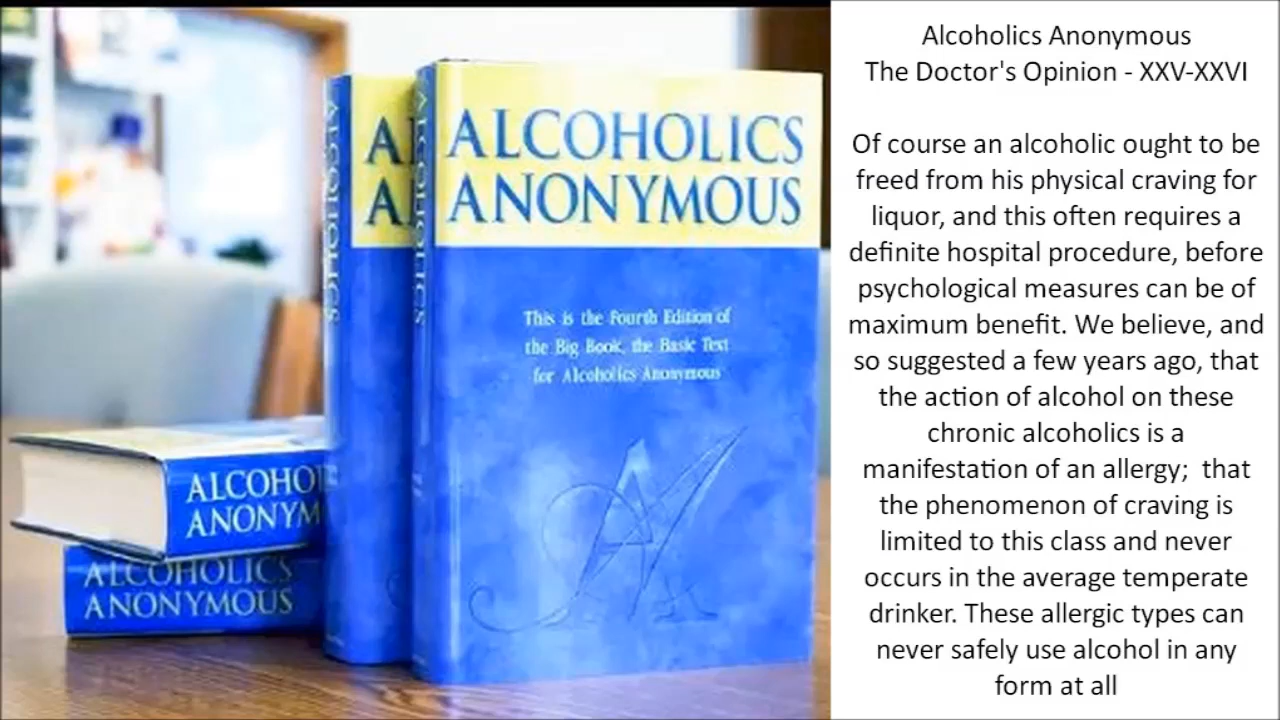 ALCOHOLICS
ANONYMOUS
This is the Fourth Edition of
the Big Book, the Basic Text
for Alcoholics Anonymous
ALCOHOLICS
A
A
ALCOHOLICS
ALCOHO
ANONYM
ALCOHOLICS
ANONYMOUS
Alcoholics Anonymous
The Doctor's Opinion - XXV-XXVI
Of course an alcoholic ought to be
freed from his physical craving for
liquor, and this often requires a
definite hospital procedure, before
psychological measures can be of
maximum benefit. We believe, and
so suggested a few years ago, that
the action of alcohol on these
chronic alcoholics is a
manifestation of an allergy;  that
the phenomenon of craving is
limited to this class and never
occurs in the average temperate
drinker. These allergic types can
never safely use alcohol in any
form at all